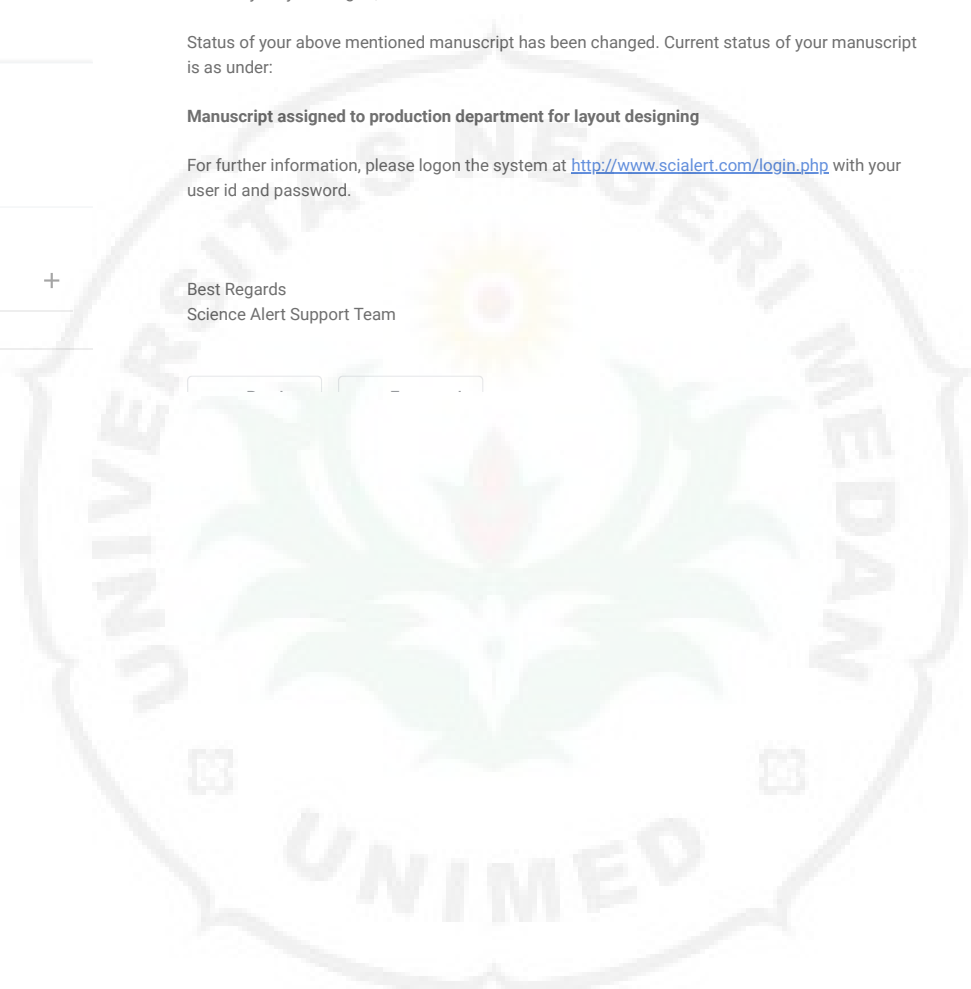 Status of your above mentioned manuscript has been changed. Current status of your manuscript
is as under:
Manuscript assigned to production department for layout designing
For further information, please logon the system at http://www.scialert.com/login.php with your
user id and password.
+
Best Regards
Science Alert Support Team
UNIVERSITAS NEGERI MEDAN
UNIMED